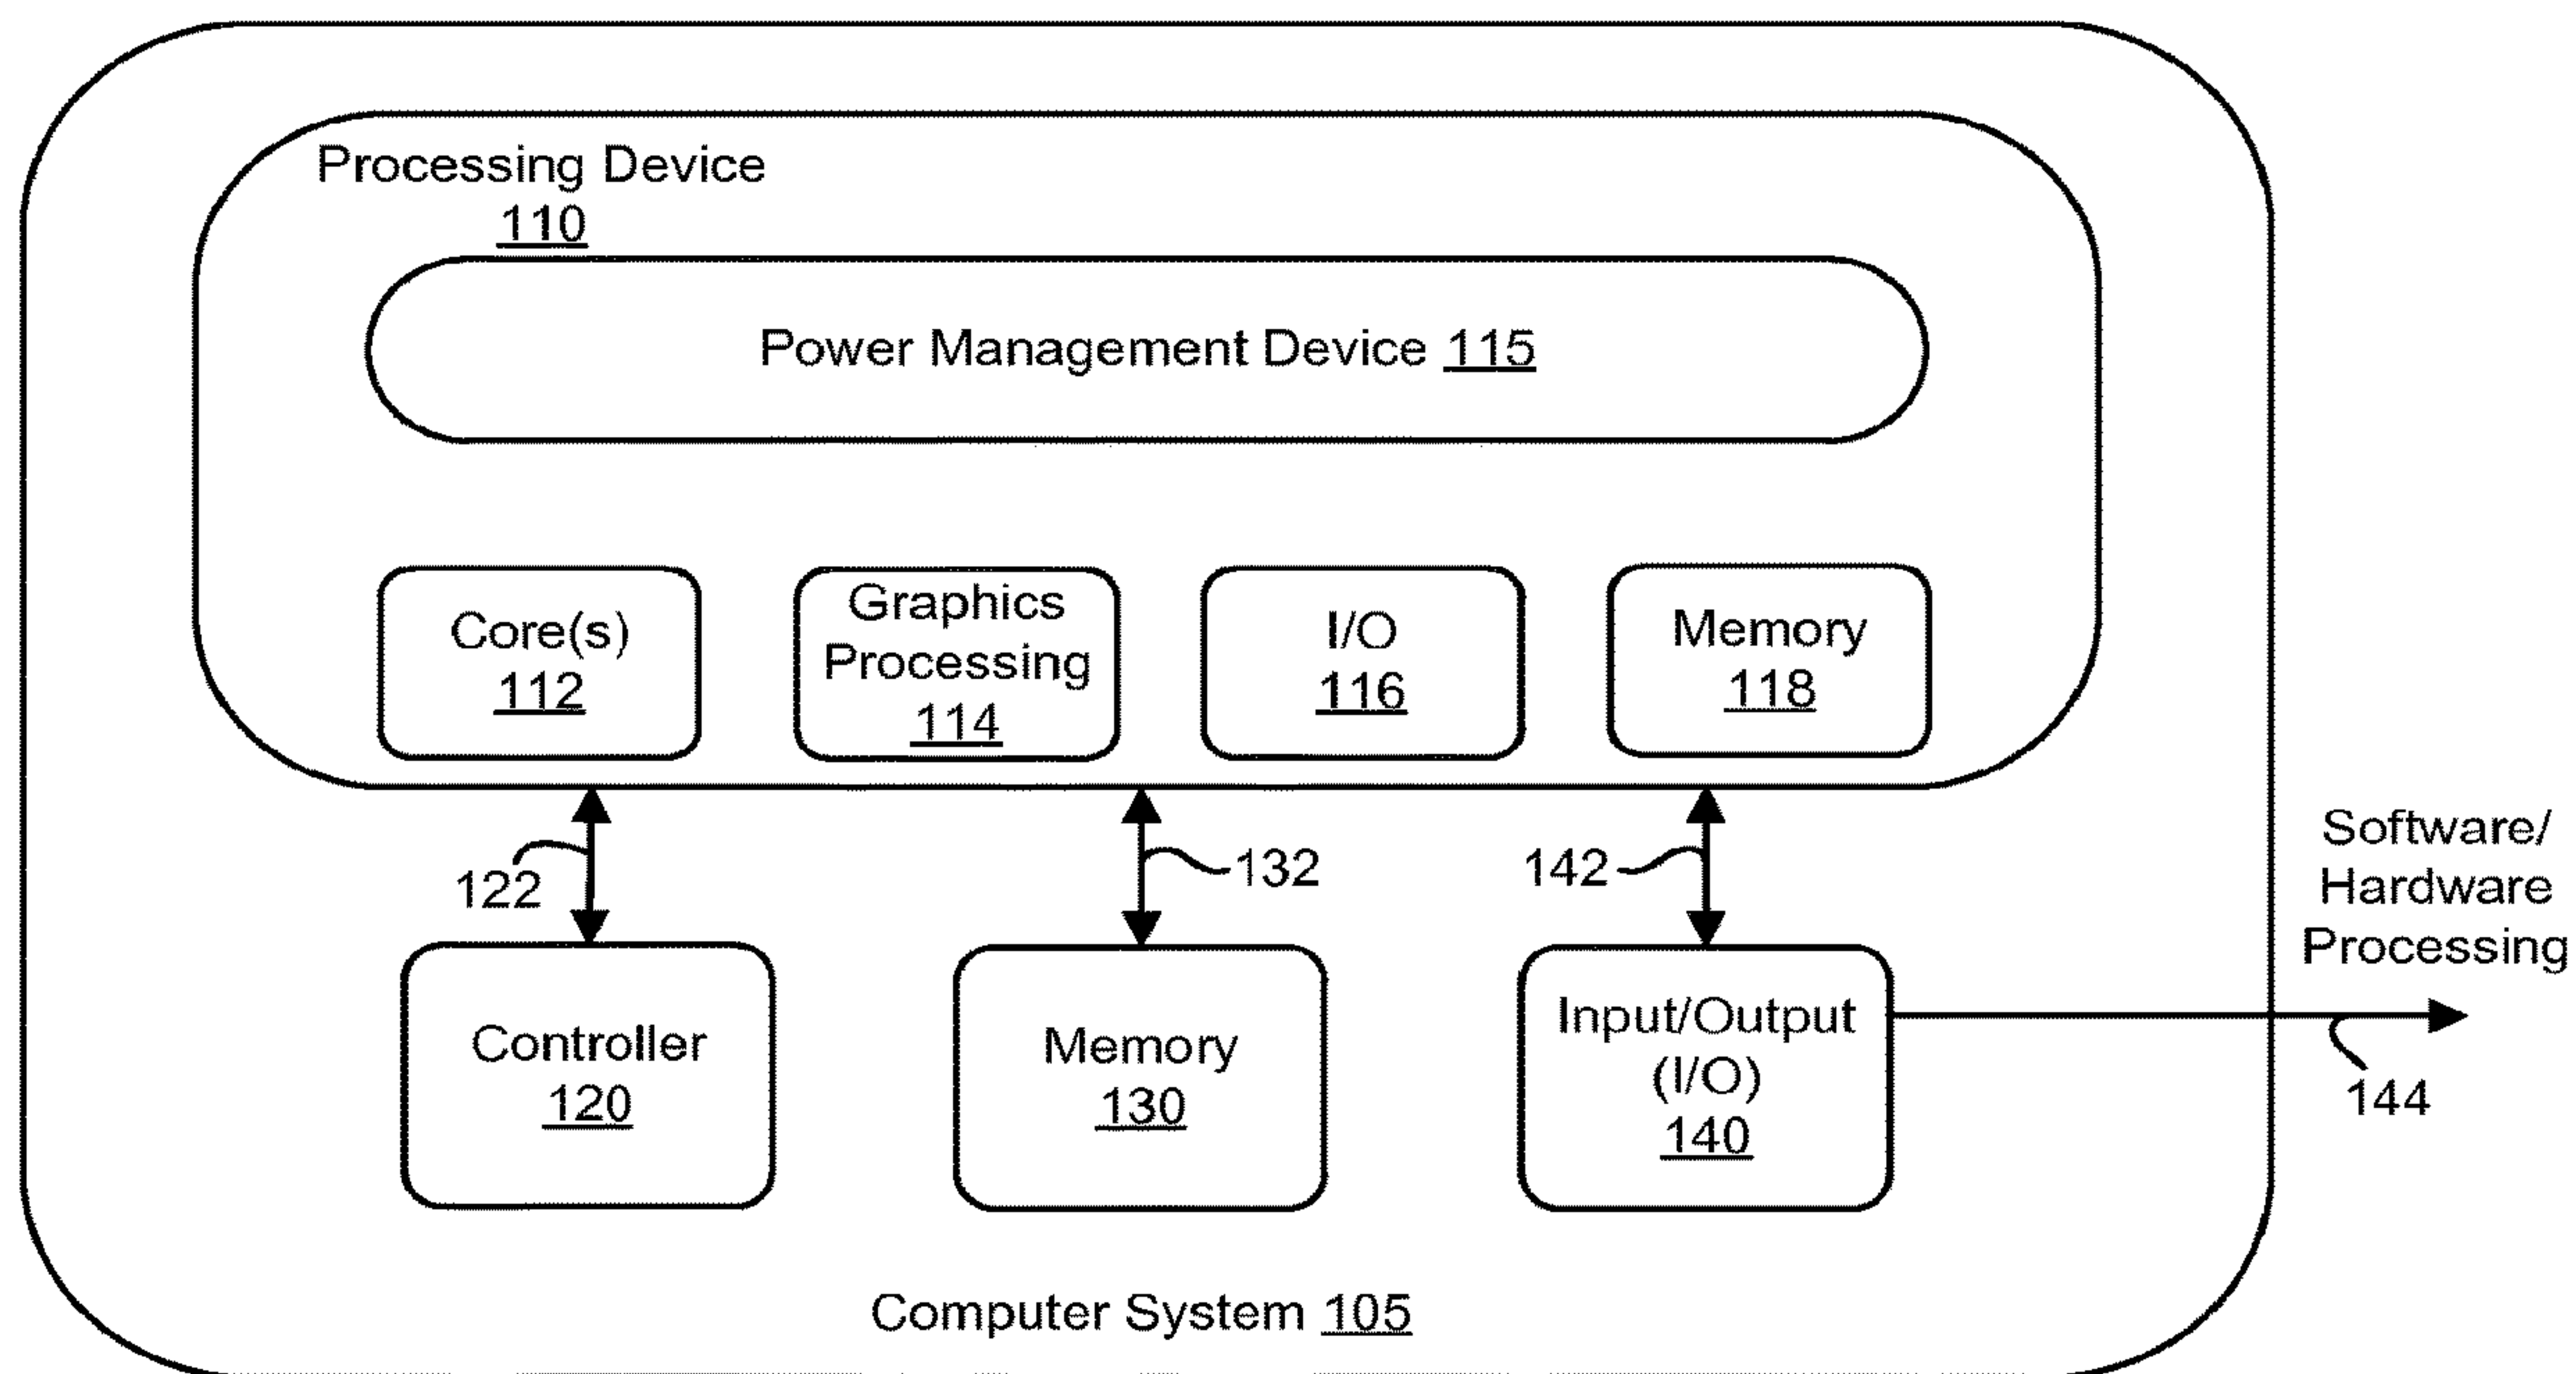 Processing Device
110
Power Management Device 115
Core(s)
112
Graphics
Processing
114
I/O
116
Memory
118
122
132
142
Software/
Hardware
Processing
Controller
120
Memory
130
Input/Output
(I/O)
140
144
Computer System 105